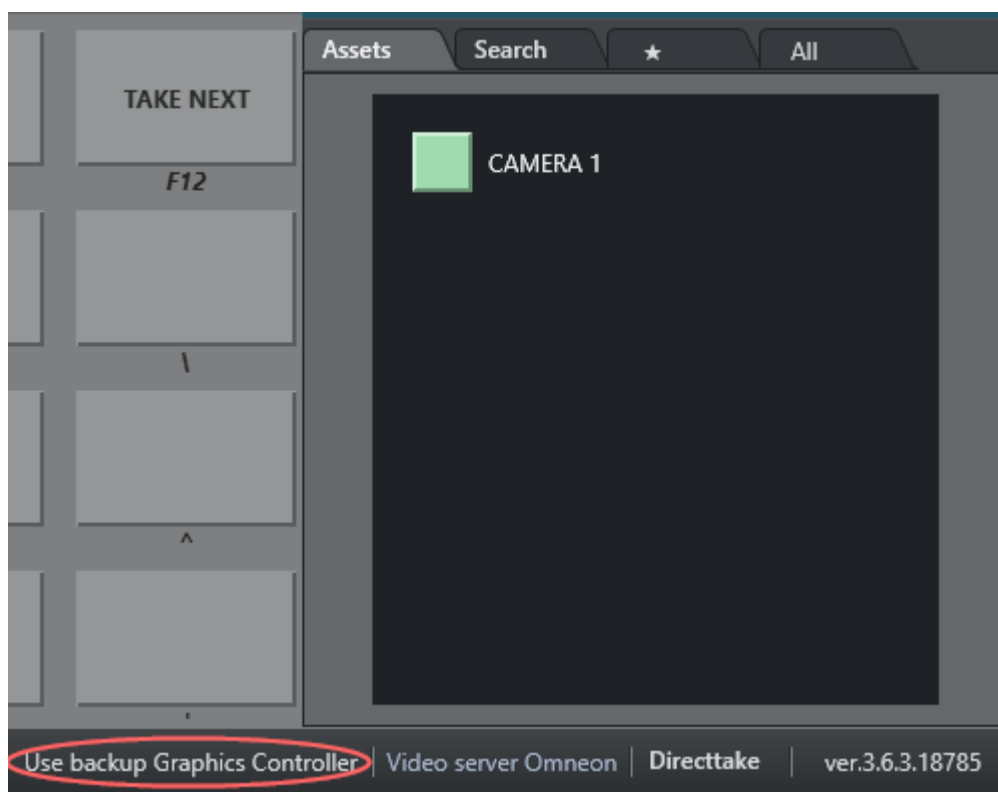 Assets Search ★ All
TAKE NEXT
CAMERA 1
F12
\
^
'
Use backup Graphics Controller Video server Omneon Directtake ver.3.6.3.18785